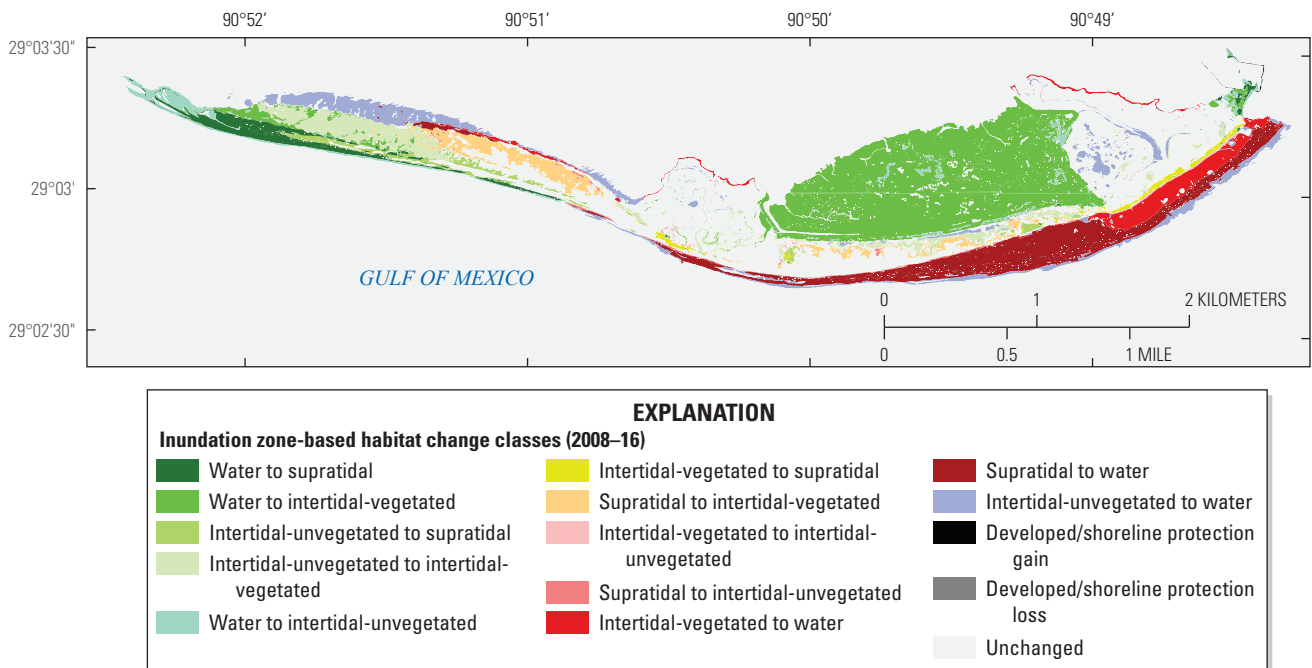 90°52′ 90°51′ 90°50′ 90°49′
29°03'30"
29°03′
29°02'30"
GULF OF MEXICO
0 1 2 KILOMETERS
0 0.5 1 MILE
EXPLANATION
Inundation zone-based habitat change classes (2008–16)
Water to supratidal
Water to intertidal-vegetated
Intertidal-unvegetated to supratidal
Intertidal-unvegetated to intertidal-
vegetated
Water to intertidal-unvegetated
Intertidal-vegetated to supratidal
Supratidal to intertidal-vegetated
Intertidal-vegetated to intertidal-
unvegetated
Supratidal to intertidal-unvegetated
Intertidal-vegetated to water
Supratidal to water
Intertidal-unvegetated to water
Developed/shoreline protection
gain
Developed/shoreline protection
loss
Unchanged